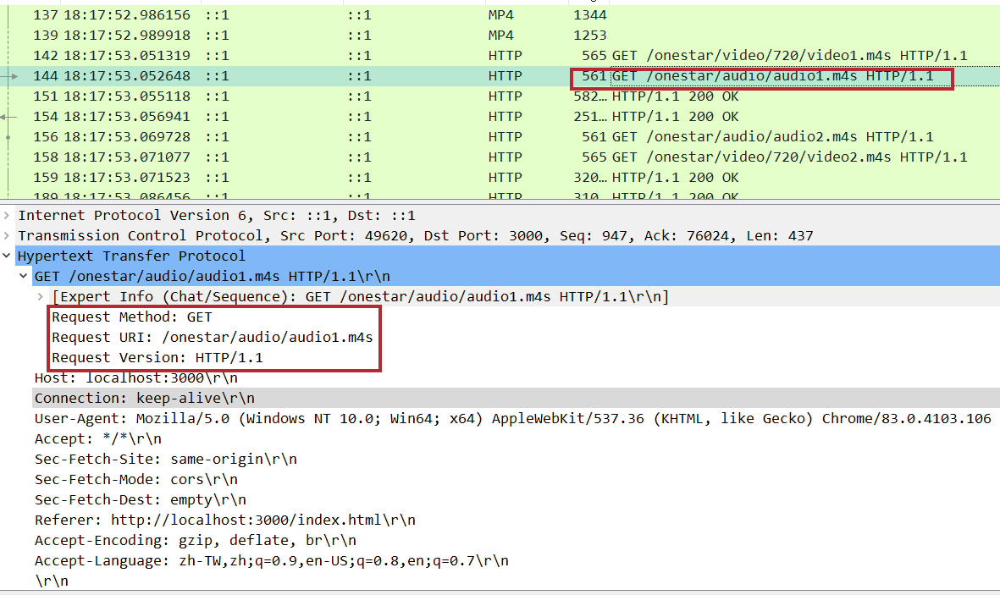 137 18:17:52.986156 ::1 ::1 MP4 1344
139 18:17:52.989918 ::1 ::1 MP4 1253
142 18:17:53.051319 ::1 ::1 HTTP 565 GET /onestar/video/720/video1.m4s HTTP/1.1
144 18:17:53.052648 ::1 ::1 HTTP 561 GET /onestar/audio/audio1.m4s HTTP/1.1
151 18:17:53.055118 ::1 ::1 HTTP 582… HTTP/1.1 200 OK
154 18:17:53.056941 ::1 ::1 HTTP 251… HTTP/1.1 200 OK
156 18:17:53.069728 ::1 ::1 HTTP 561 GET /onestar/audio/audio2.m4s HTTP/1.1
158 18:17:53.071077 ::1 ::1 HTTP 565 GET /onestar/video/720/video2.m4s HTTP/1.1
159 18:17:53.071523 ::1 ::1 HTTP 320… HTTP/1.1 200 OK
189 18:17:53.086456 ::1 ::1 HTTP 310… HTTP/1.1 200 OK
Internet Protocol Version 6, Src: ::1, Dst: ::1
Transmission Control Protocol, Src Port: 49620, Dst Port: 3000, Seq: 947, Ack: 76024, Len: 437
Hypertext Transfer Protocol
GET /onestar/audio/audio1.m4s HTTP/1.1\r\n
[Expert Info (Chat/Sequence): GET /onestar/audio/audio1.m4s HTTP/1.1\r\n]
Request Method: GET
Request URI: /onestar/audio/audio1.m4s
Request Version: HTTP/1.1
Host: localhost:3000\r\n
Connection: keep-alive\r\n
User-Agent: Mozilla/5.0 (Windows NT 10.0; Win64; x64) AppleWebKit/537.36 (KHTML, like Gecko) Chrome/83.0.4103.106
Accept: */*\r\n
Sec-Fetch-Site: same-origin\r\n
Sec-Fetch-Mode: cors\r\n
Sec-Fetch-Dest: empty\r\n
Referer: http://localhost:3000/index.html\r\n
Accept-Encoding: gzip, deflate, br\r\n
Accept-Language: zh-TW,zh;q=0.9,en-US;q=0.8,en;q=0.7\r\n
\r\n